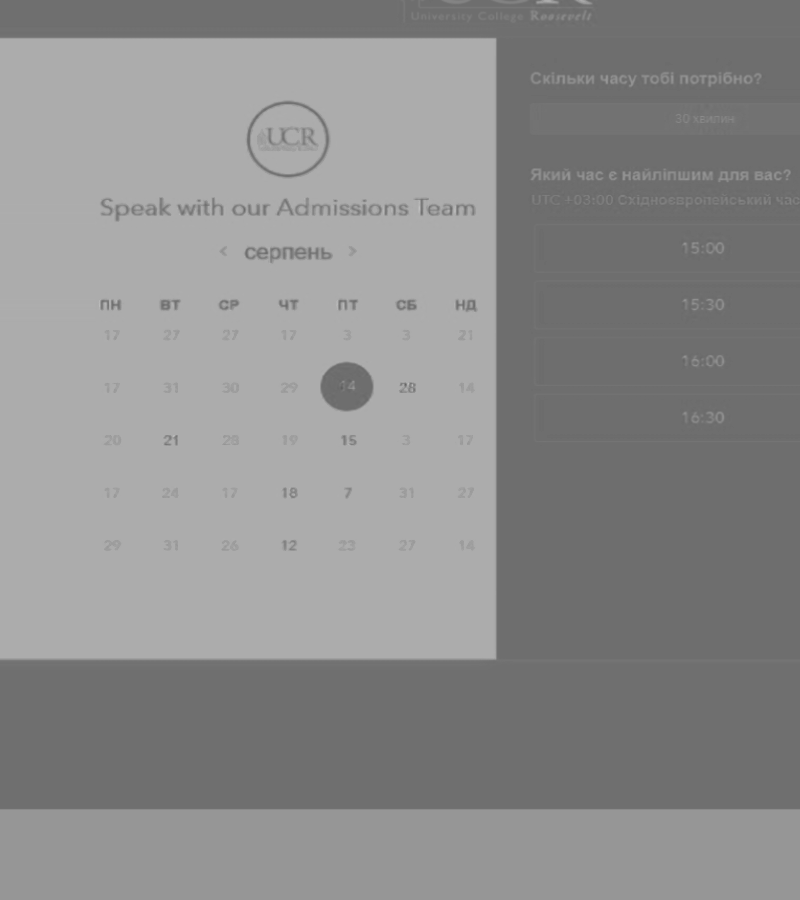 University College Roosevelt
UCR
Speak with our Admissions Team
< серпень >
ПН ВТ СР ЧТ ПТ СБ НД
17 27 27 17 3 3 21
17 31 30 29 14 28 14
20 21 28 19 15 3 17
17 24 17 18 7 31 27
29 31 26 12 23 27 14
Скільки часу тобі потрібно?
30 хвилин
Який час є найліпшим для вас?
UTC +03:00 Східноєвропейський час
15:00
15:30
16:00
16:30